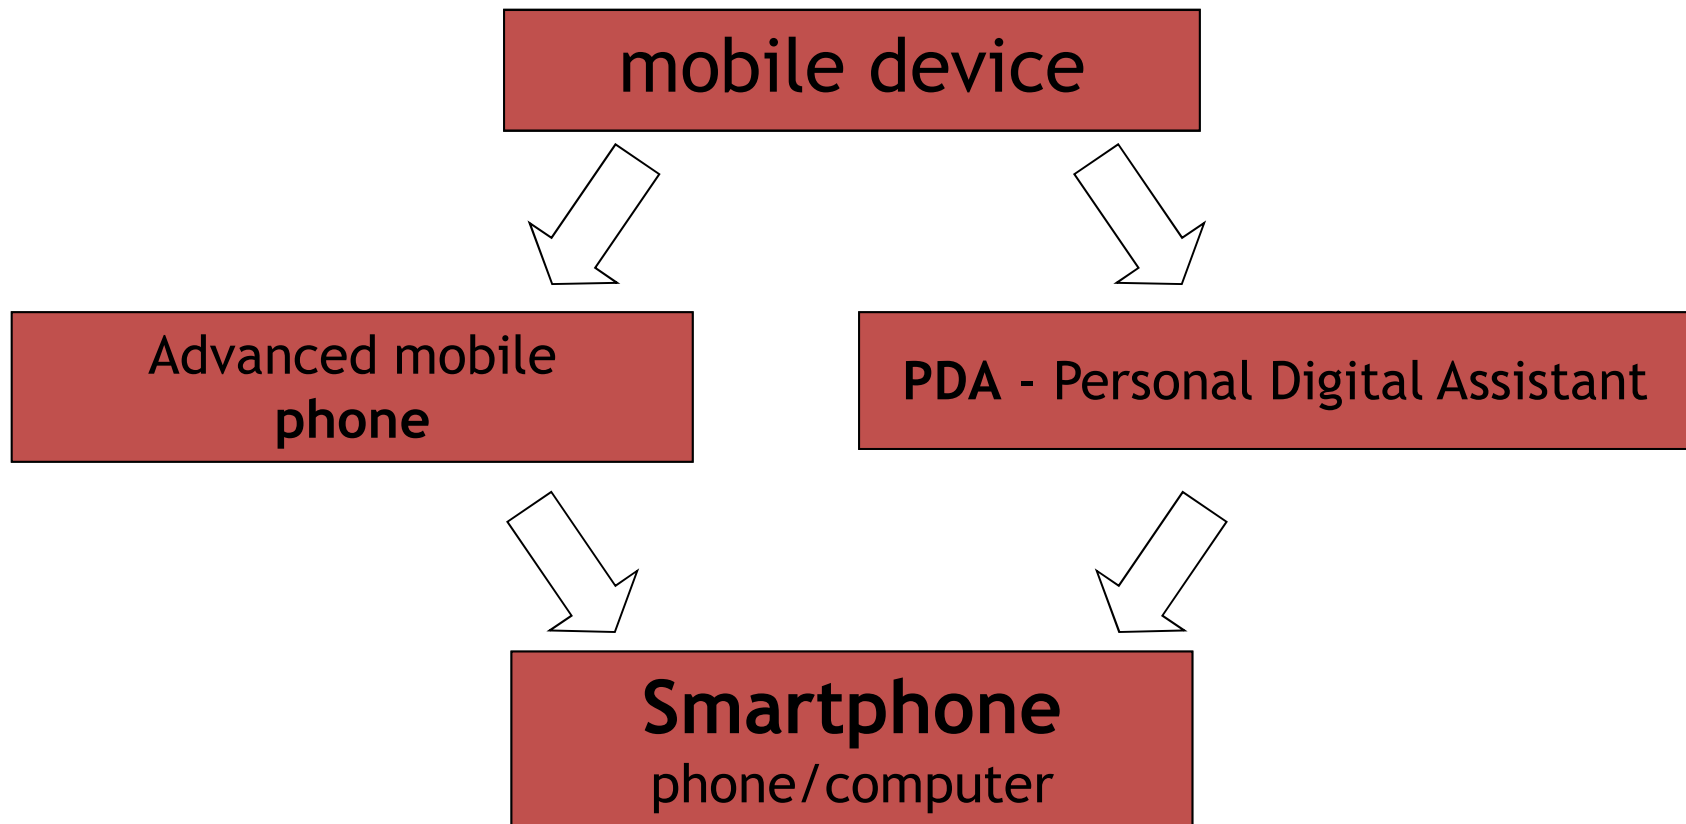 mobile device
Advanced mobile
phone
PDA - Personal Digital Assistant
Smartphone
phone/computer